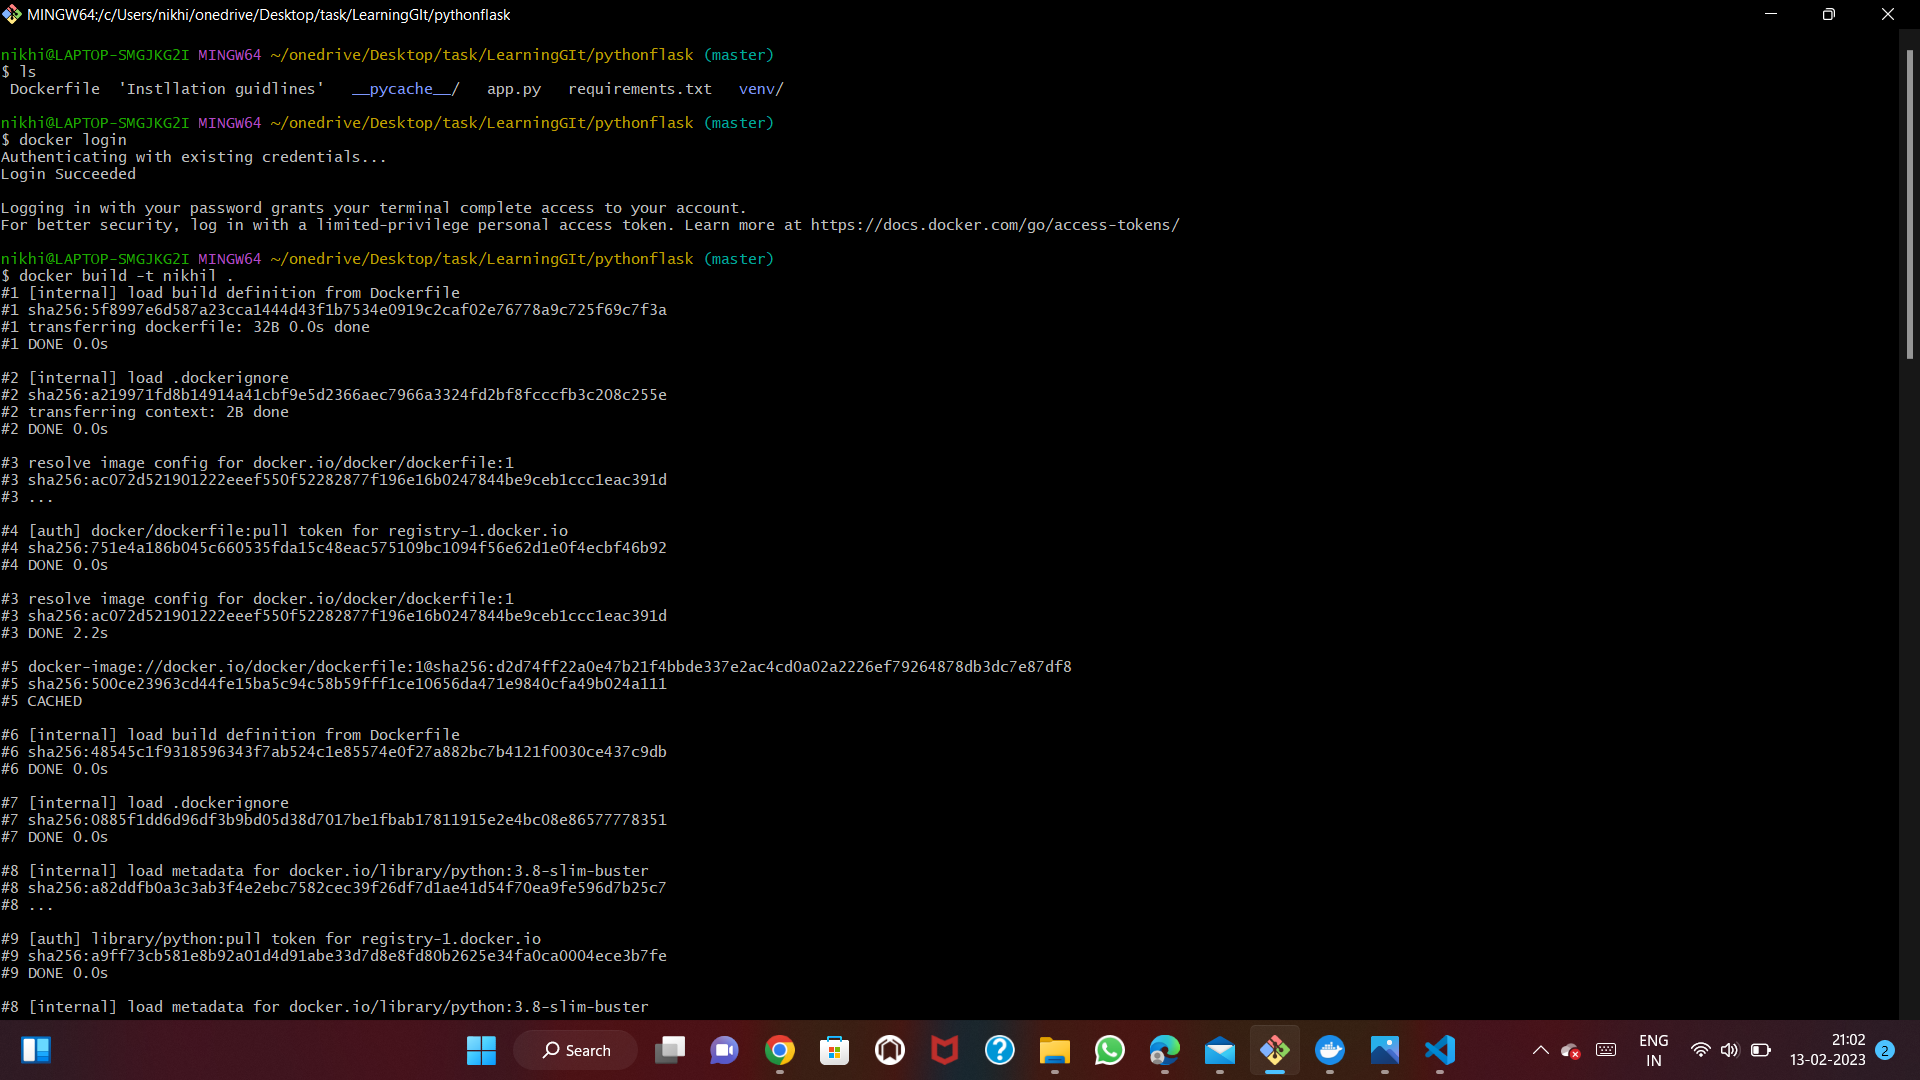 MINGW64:/c/Users/nikhi/onedrive/Desktop/task/LearningGIt/pythonflask
nikhi@LAPTOP-SMGJKG2I MINGW64 ~/onedrive/Desktop/task/LearningGIt/pythonflask (master)
$ ls
Dockerfile 'Instllation guidlines' __pycache__/ app.py requirements.txt venv/
nikhi@LAPTOP-SMGJKG2I MINGW64 ~/onedrive/Desktop/task/LearningGIt/pythonflask (master)
$ docker login
Authenticating with existing credentials...
Login Succeeded
Logging in with your password grants your terminal complete access to your account.
For better security, log in with a limited-privilege personal access token. Learn more at https://docs.docker.com/go/access-tokens/
nikhi@LAPTOP-SMGJKG2I MINGW64 ~/onedrive/Desktop/task/LearningGIt/pythonflask (master)
$ docker build -t nikhil .
#1 [internal] load build definition from Dockerfile
#1 sha256:5f8997e6d587a23cca1444d43f1b7534e0919c2caf02e76778a9c725f69c7f3a
#1 transferring dockerfile: 32B 0.0s done
#1 DONE 0.0s
#2 [internal] load .dockerignore
#2 sha256:a219971fd8b14914a41cbf9e5d2366aec7966a3324fd2bf8fcccfb3c208c255e
#2 transferring context: 2B done
#2 DONE 0.0s
#3 resolve image config for docker.io/docker/dockerfile:1
#3 sha256:ac072d521901222eeef550f52282877f196e16b0247844be9ceb1ccc1eac391d
#3 ...
#4 [auth] docker/dockerfile:pull token for registry-1.docker.io
#4 sha256:751e4a186b045c660535fda15c48eac575109bc1094f56e62d1e0f4ecbf46b92
#4 DONE 0.0s
#3 resolve image config for docker.io/docker/dockerfile:1
#3 sha256:ac072d521901222eeef550f52282877f196e16b0247844be9ceb1ccc1eac391d
#3 DONE 2.2s
#5 docker-image://docker.io/docker/dockerfile:1@sha256:d2d74ff22a0e47b21f4bbde337e2ac4cd0a02a2226ef79264878db3dc7e87df8
#5 sha256:500ce23963cd44fe15ba5c94c58b59fff1ce10656da471e9840cfa49b024a111
#5 CACHED
#6 [internal] load build definition from Dockerfile
#6 sha256:48545c1f9318596343f7ab524c1e85574e0f27a882bc7b4121f0030ce437c9db
#6 DONE 0.0s
#7 [internal] load .dockerignore
#7 sha256:0885f1dd6d96df3b9bd05d38d7017be1fbab17811915e2e4bc08e86577778351
#7 DONE 0.0s
#8 [internal] load metadata for docker.io/library/python:3.8-slim-buster
#8 sha256:a82ddfb0a3c3ab3f4e2ebc7582cec39f26df7d1ae41d54f70ea9fe596d7b25c7
#8 ...
#9 [auth] library/python:pull token for registry-1.docker.io
#9 sha256:a9ff73cb581e8b92a01d4d91abe33d7d8e8fd80b2625e34fa0ca0004ece3b7fe
#9 DONE 0.0s
#8 [internal] load metadata for docker.io/library/python:3.8-slim-buster
Search
ENG
IN
21:02
13-02-2023
2